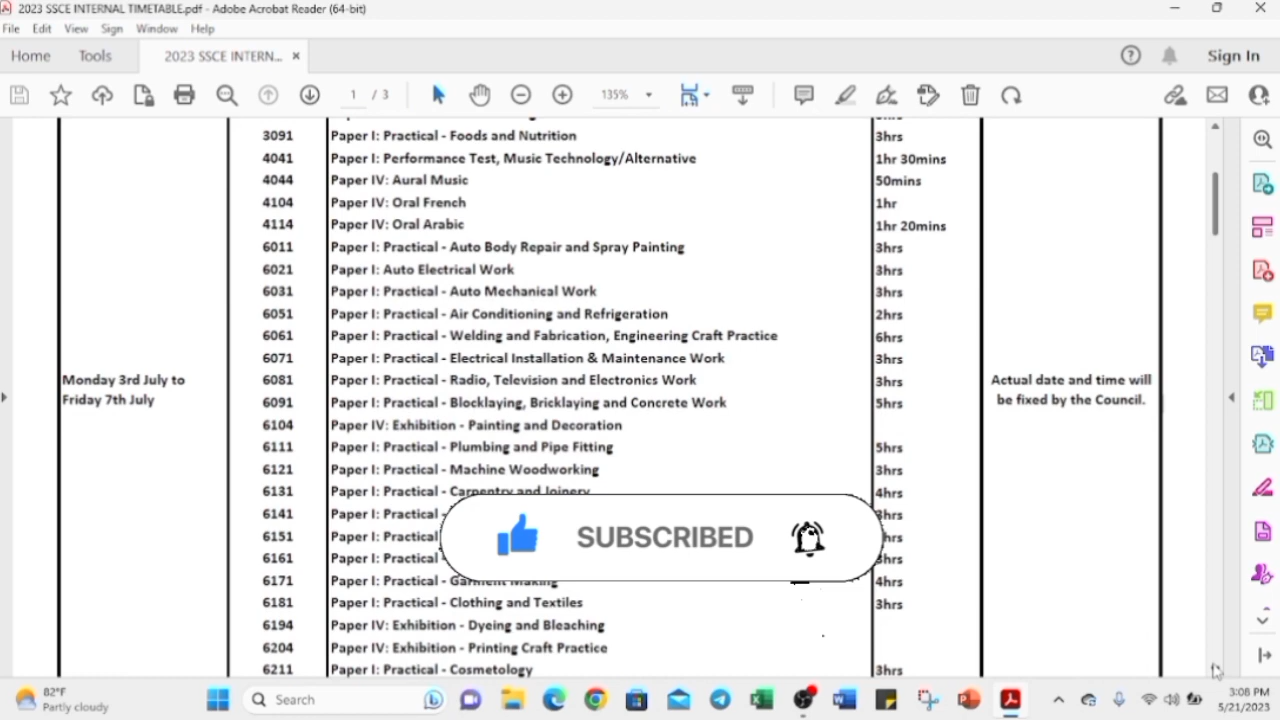 2023 SSCE INTERNAL TIMETABLE.pdf - Adobe Acrobat Reader (64-bit)
File Edit View Sign Window Help
Home Tools 2023 SSCE INTERN... × Sign In
1 / 3 135%
3091 Paper I: Practical - Foods and Nutrition 3hrs
4041 Paper I: Performance Test, Music Technology/Alternative 1hr 30mins
4044 Paper IV: Aural Music 50mins
4104 Paper IV: Oral French 1hr
4114 Paper IV: Oral Arabic 1hr 20mins
6011 Paper I: Practical - Auto Body Repair and Spray Painting 3hrs
6021 Paper I: Auto Electrical Work 3hrs
6031 Paper I: Practical - Auto Mechanical Work 3hrs
6051 Paper I: Practical - Air Conditioning and Refrigeration 2hrs
6061 Paper I: Practical - Welding and Fabrication, Engineering Craft Practice 6hrs
6071 Paper I: Practical - Electrical Installation & Maintenance Work 3hrs
Monday 3rd July to 6081 Paper I: Practical - Radio, Television and Electronics Work 3hrs Actual date and time will
Friday 7th July 6091 Paper I: Practical - Blocklaying, Bricklaying and Concrete Work 5hrs be fixed by the Council.
6104 Paper IV: Exhibition - Painting and Decoration
6111 Paper I: Practical - Plumbing and Pipe Fitting 5hrs
6121 Paper I: Practical - Machine Woodworking 3hrs
6131 Paper I: Practical - Carpentry and Joinery 4hrs
6141 Paper I: Practical - 3hrs
6151 Paper I: Practical hrs
SUBSCRIBED
6161 Paper I: Practical 3hrs
6171 Paper I: Practical - Garment Making 4hrs
6181 Paper I: Practical - Clothing and Textiles 3hrs
6194 Paper IV: Exhibition - Dyeing and Bleaching
6204 Paper IV: Exhibition - Printing Craft Practice
6211 Paper I: Practical - Cosmetology 3hrs
82°F
Partly cloudy
Search
3:08 PM
5/21/2023